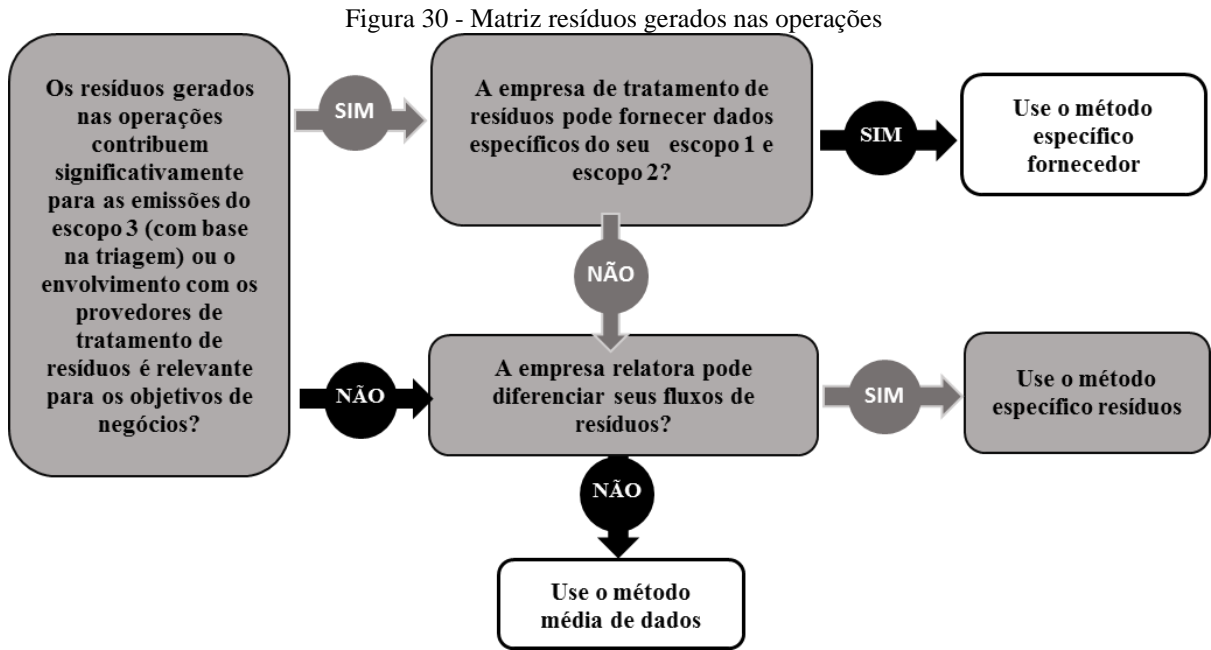 Figura 30 - Matriz resíduos gerados nas operações
Os resíduos gerados
nas operações
contribuem
significativamente
para as emissões do
escopo 3 (com base
na triagem) ou o
envolvimento com os
provedores de
tratamento de
resíduos é relevante
para os objetivos de
negócios?
SIM
A empresa de tratamento de
resíduos pode fornecer dados
específicos do seu escopo 1 e
escopo 2?
SIM
Use o método
específico
fornecedor
NÃO
NÃO
A empresa relatora pode
diferenciar seus fluxos de
resíduos?
SIM
Use o método
específico resíduos
NÃO
Use o método
média de dados